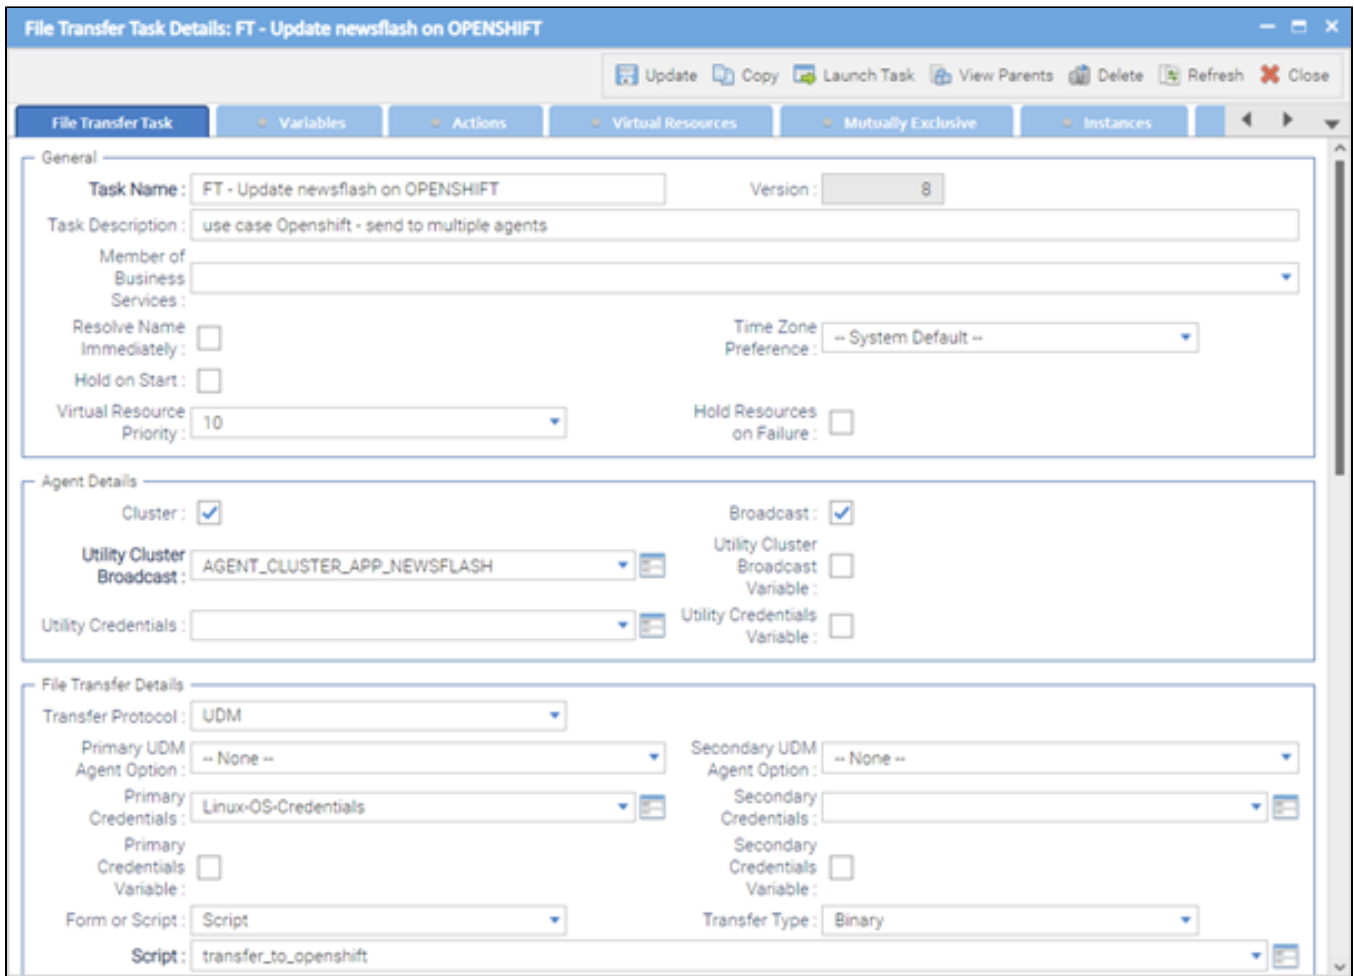 File Transfer Task Details: FT - Update newsflash on OPENSHIFT
Update Copy Launch Task View Parents Delete Refresh Close
File Transfer Task Variables Actions Virtual Resources Mutually Exclusive Instances
General
Task Name : FT - Update newsflash on OPENSHIFT Version : 8
Task Description : use case Openshift - send to multiple agents
Member of
Business
Services :
Resolve Name
Immediately :
Time Zone
Preference : -- System Default --
Hold on Start :
Virtual Resource
Priority : 10
Hold Resources
on Failure :
Agent Details
Cluster : Broadcast :
Utility Cluster
Broadcast : AGENT_CLUSTER_APP_NEWSFLASH
Utility Cluster
Broadcast
Variable :
Utility Credentials :
Utility Credentials
Variable :
File Transfer Details
Transfer Protocol : UDM
Primary UDM
Agent Option : -- None --
Secondary UDM
Agent Option : -- None --
Primary
Credentials : Linux-OS-Credentials
Secondary
Credentials :
Primary
Credentials
Variable :
Secondary
Credentials
Variable :
Form or Script : Script Transfer Type : Binary
Script : transfer_to_openshift